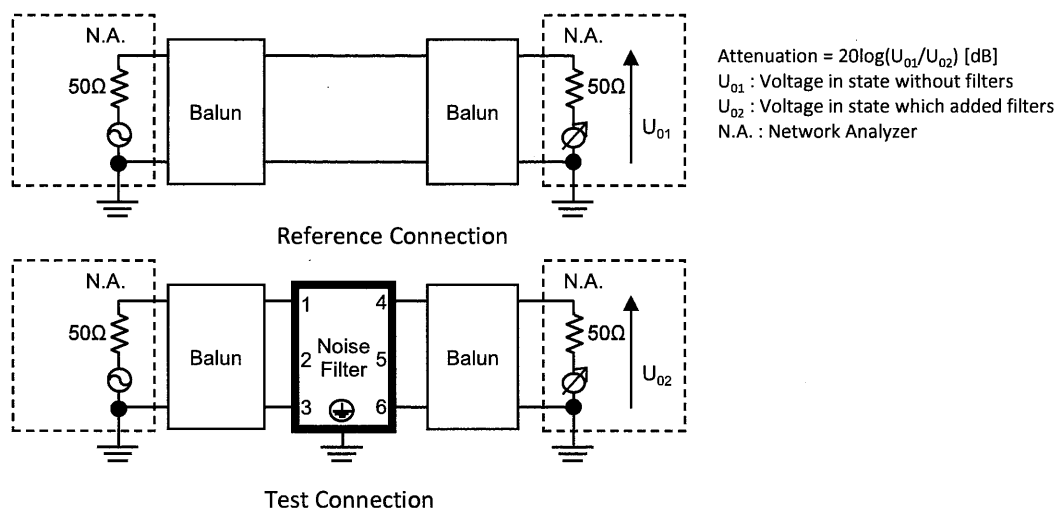 N.A.
N.A.
50Ω
Balun
Balun
50Ω
U01
Attenuation = 20log(U01/U02) [dB]
U01 : Voltage in state without filters
U02 : Voltage in state which added filters
N.A. : Network Analyzer
Reference Connection
N.A.
N.A.
1 4
50Ω
Balun
2 Noise 5
Filter
Balun
50Ω
U02
3 6
Test Connection